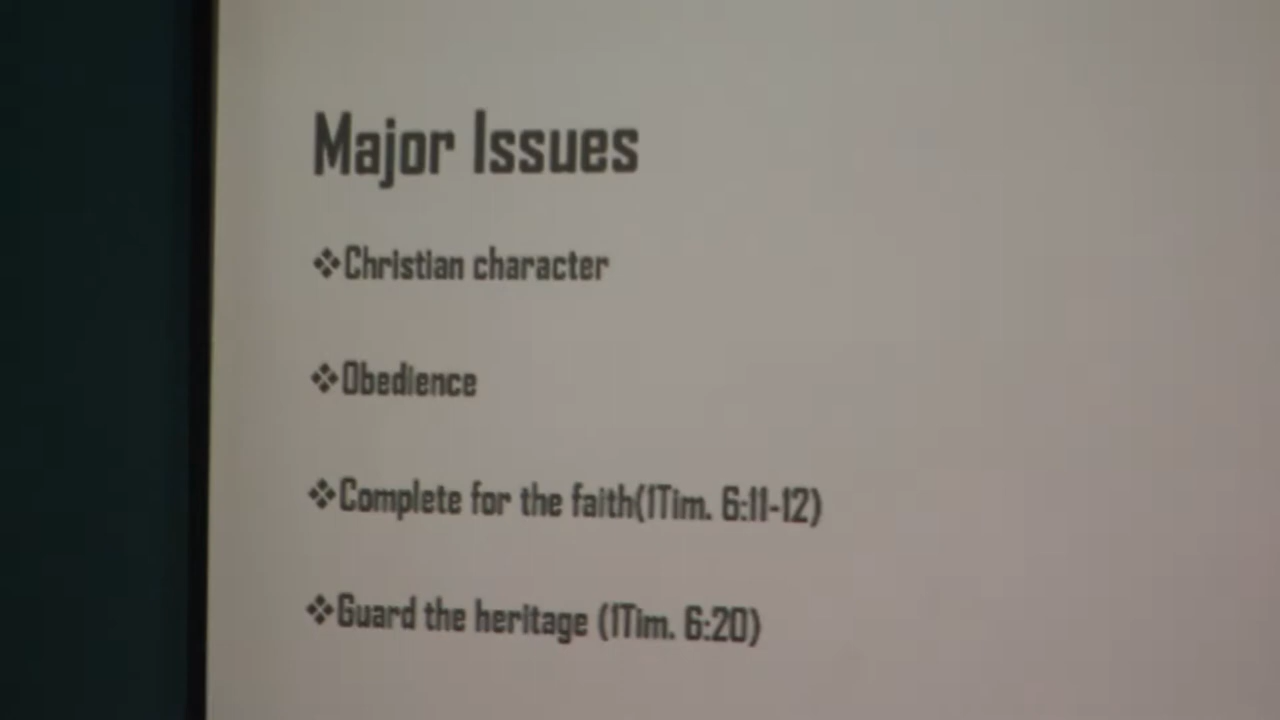 Major Issues
❖Christian character
❖Obedience
❖Complete for the faith(1Tim. 6:11-12)
❖Guard the heritage (1Tim. 6:20)